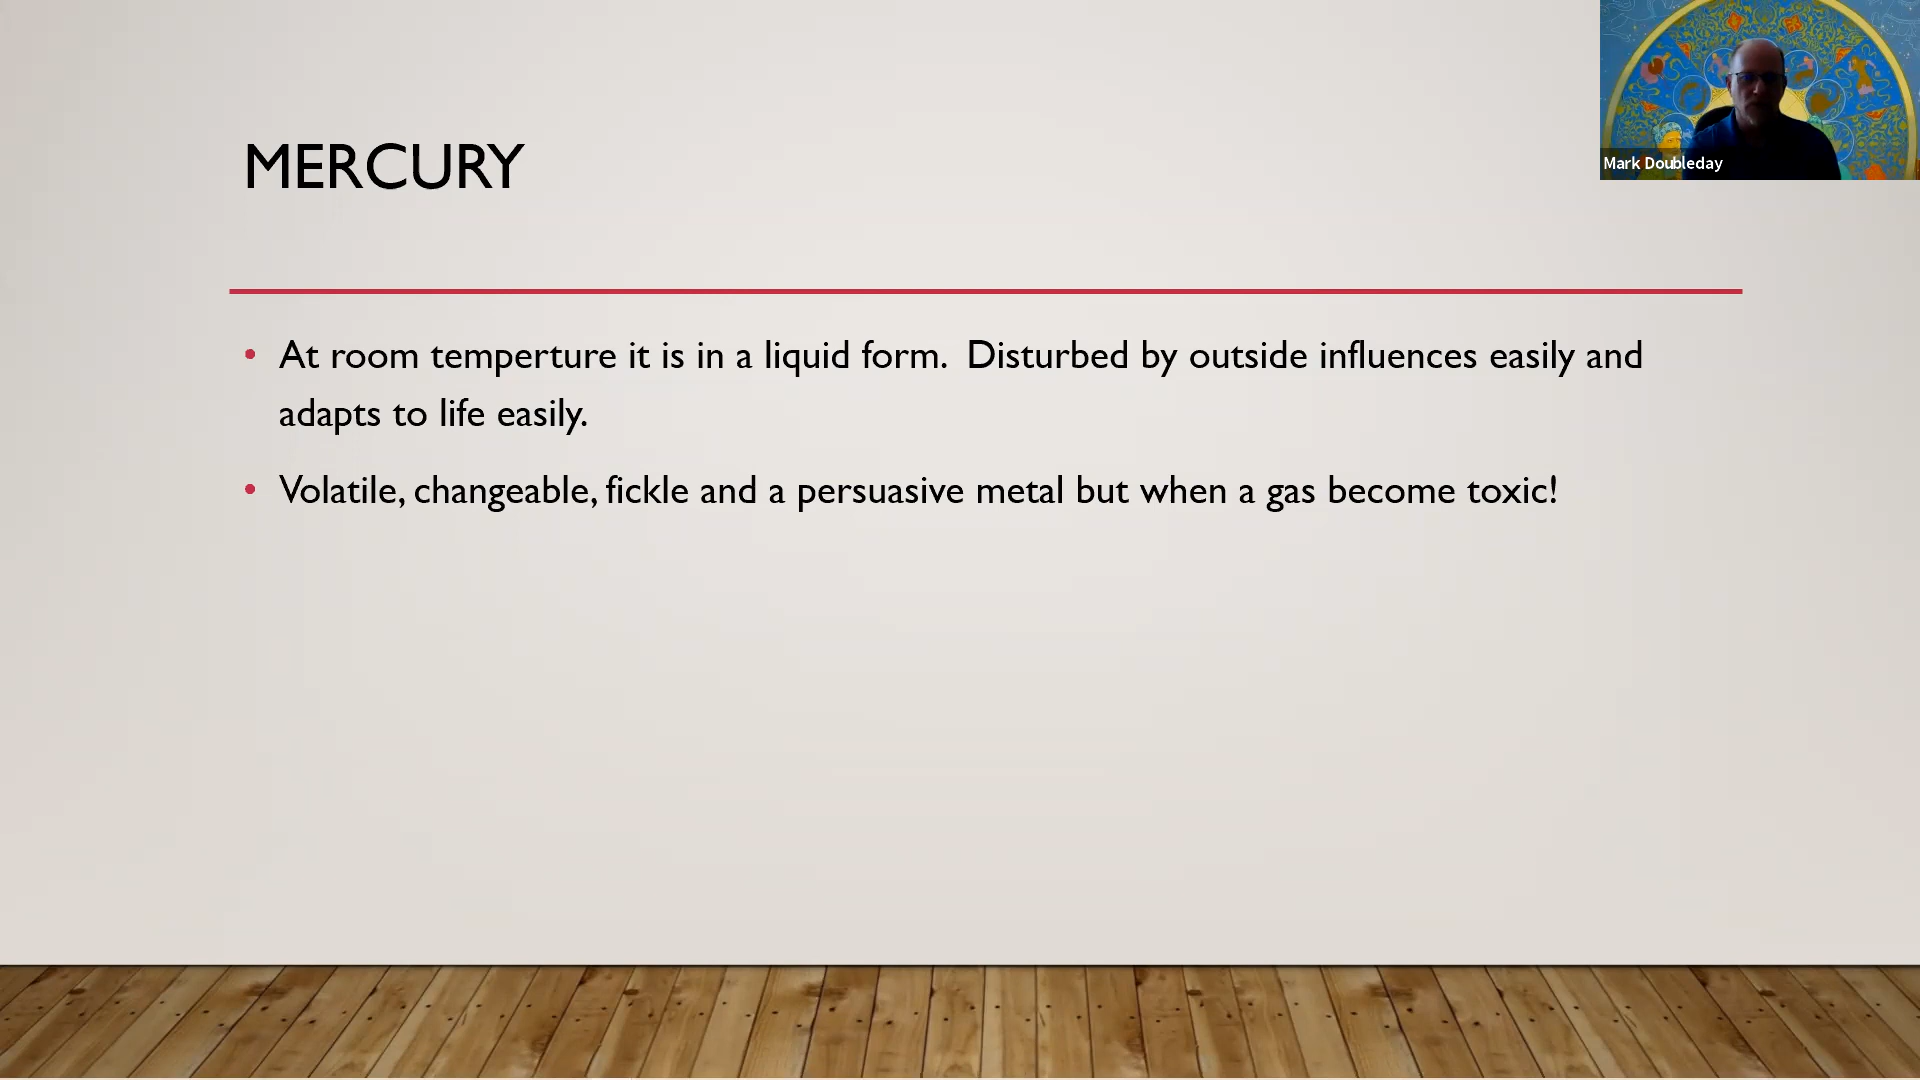 MERCURY
Mark Doubleday
• At room temperture it is in a liquid form.  Disturbed by outside influences easily and
adapts to life easily.
• Volatile, changeable, fickle and a persuasive metal but when a gas become toxic!